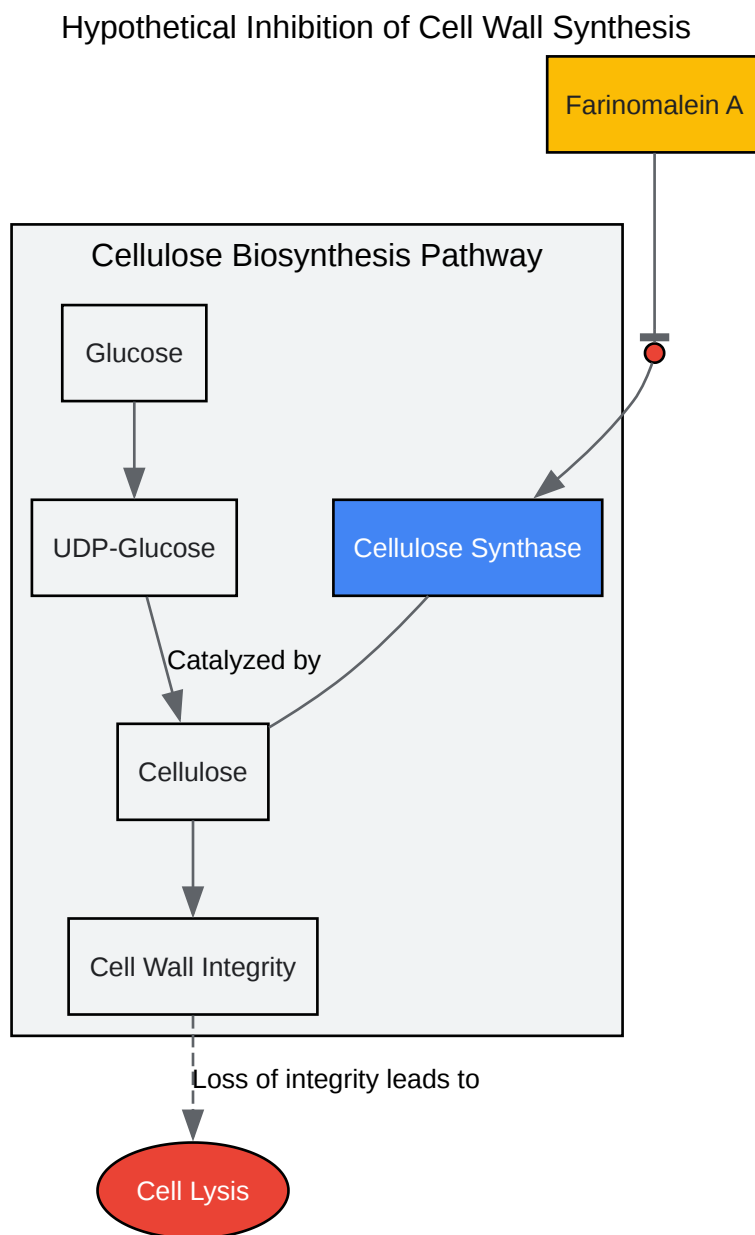 Hypothetical Inhibition of Cell Wall Synthesis
Farinomalein A
Cellulose Biosynthesis Pathway
Glucose
UDP-Glucose
Cellulose Synthase
Catalyzed by
Cellulose
Cell Wall Integrity
Loss of integrity leads to
Cell Lysis